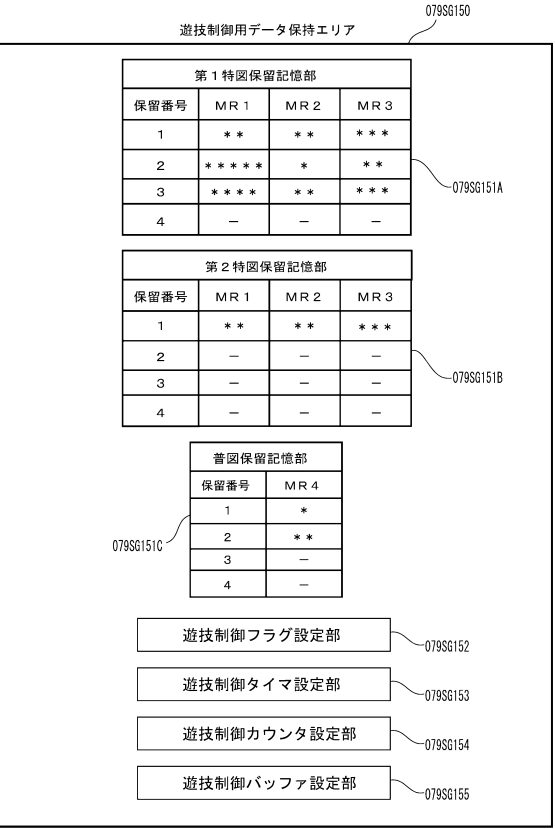 079SG150
遊技制御用データ保持エリア
第1特図保留記憶部
保留番号 MR1 MR2 MR3
1 ** ** ***
2 ***** * **
3 **** ** ***
4 － － －
079SG151A
第2特図保留記憶部
保留番号 MR1 MR2 MR3
1 ** ** ***
2 － － －
3 － － －
4 － － －
079SG151B
普図保留記憶部
保留番号 MR4
1 *
2 **
3 －
4 －
079SG151C
遊技制御フラグ設定部
079SG152
遊技制御タイマ設定部
079SG153
遊技制御カウンタ設定部
079SG154
遊技制御バッファ設定部
079SG155